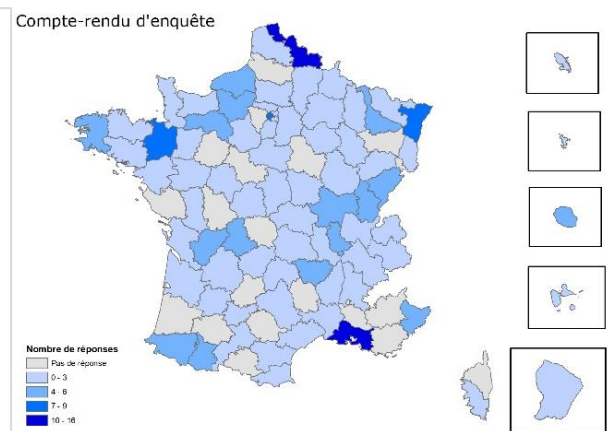 Compte-rendu d'enquête
Nombre de réponses
Pas de réponse
0 - 3
4 - 6
7 - 9
10 - 16